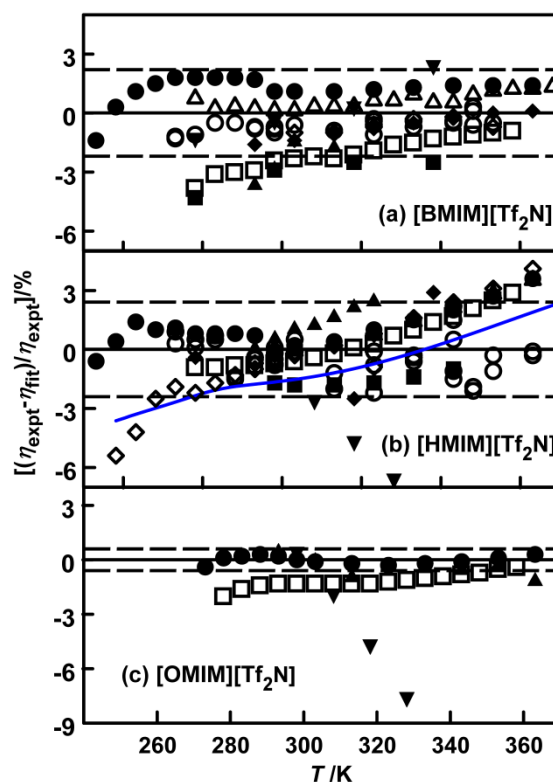 [(ηexpt-ηfit)/ηexpt]/%
3
0
-3
-6
(a) [BMIM][Tf2N]
3
0
-3
-6
(b) [HMIM][Tf2N]
3
0
-3
-6
-9
(c) [OMIM][Tf2N]
260 280 300 320 340 360
T /K